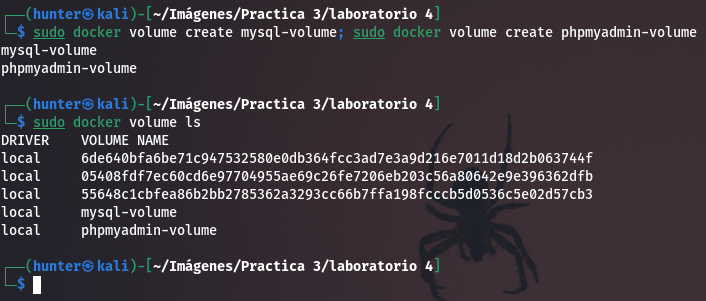 ┌──(hunter㉿kali)-[~/Imágenes/Practica 3/laboratorio 4]
└─$ sudo docker volume create mysql-volume; sudo docker volume create phpmyadmin-volume
mysql-volume
phpmyadmin-volume
┌──(hunter㉿kali)-[~/Imágenes/Practica 3/laboratorio 4]
└─$ sudo docker volume ls
DRIVER    VOLUME NAME
local     6de640bfa6be71c947532580e0db364fcc3ad7e3a9d216e7011d18d2b063744f
local     05408fdf7ec60cd6e97704955ae69c26fe7206eb203c56a80642e9e396362dfb
local     55648c1cbfea86b2bb2785362a3293cc66b7ffa198fcccb5d0536c5e02d57cb3
local     mysql-volume
local     phpmyadmin-volume
┌──(hunter㉿kali)-[~/Imágenes/Practica 3/laboratorio 4]
└─$